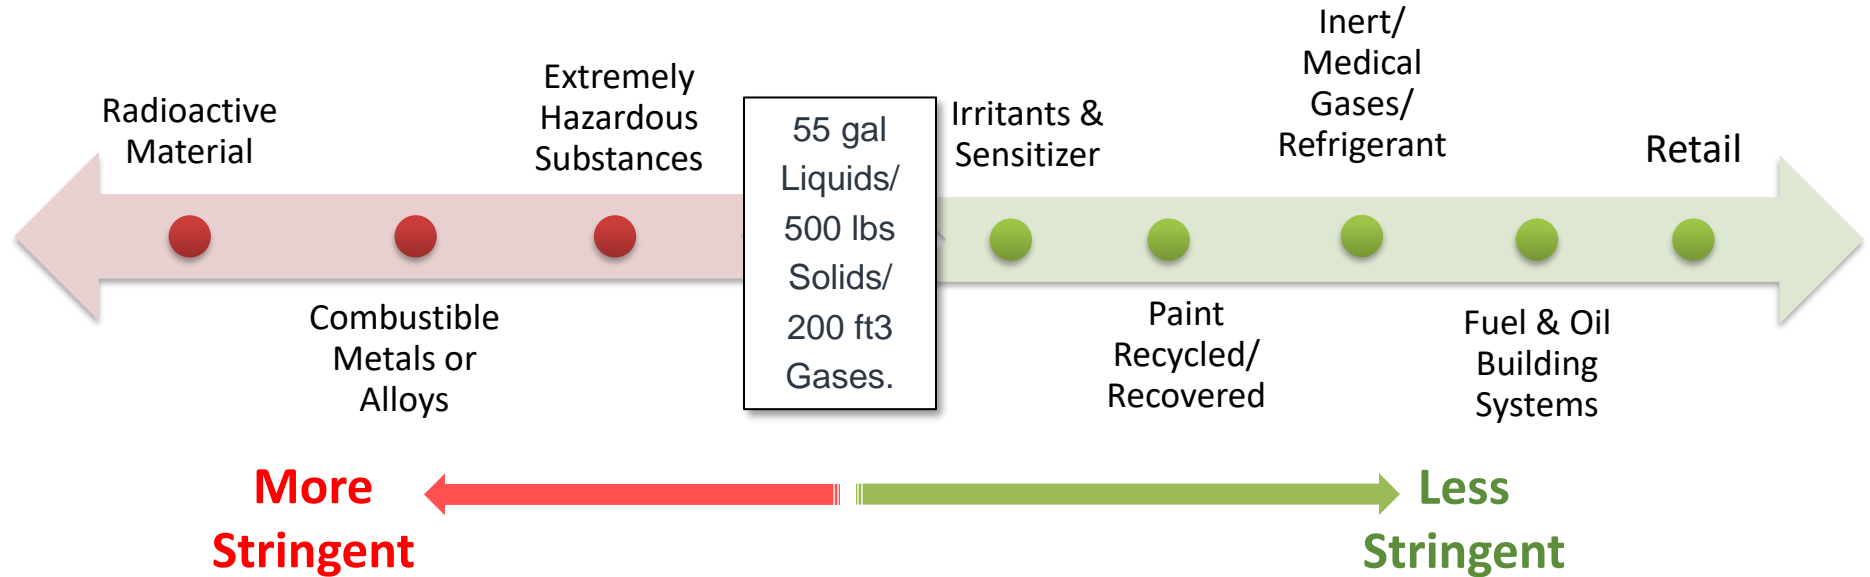 Radioactive
Material
Combustible
Metals or
Alloys
Extremely
Hazardous
Substances
55 gal
Liquids/
500 lbs
Solids/
200 ft3
Gases.
Irritants &
Sensitizer
Paint
Recycled/
Recovered
Inert/
Medical
Gases/
Refrigerant
Fuel & Oil
Building
Systems
Retail
More
Stringent
Less
Stringent